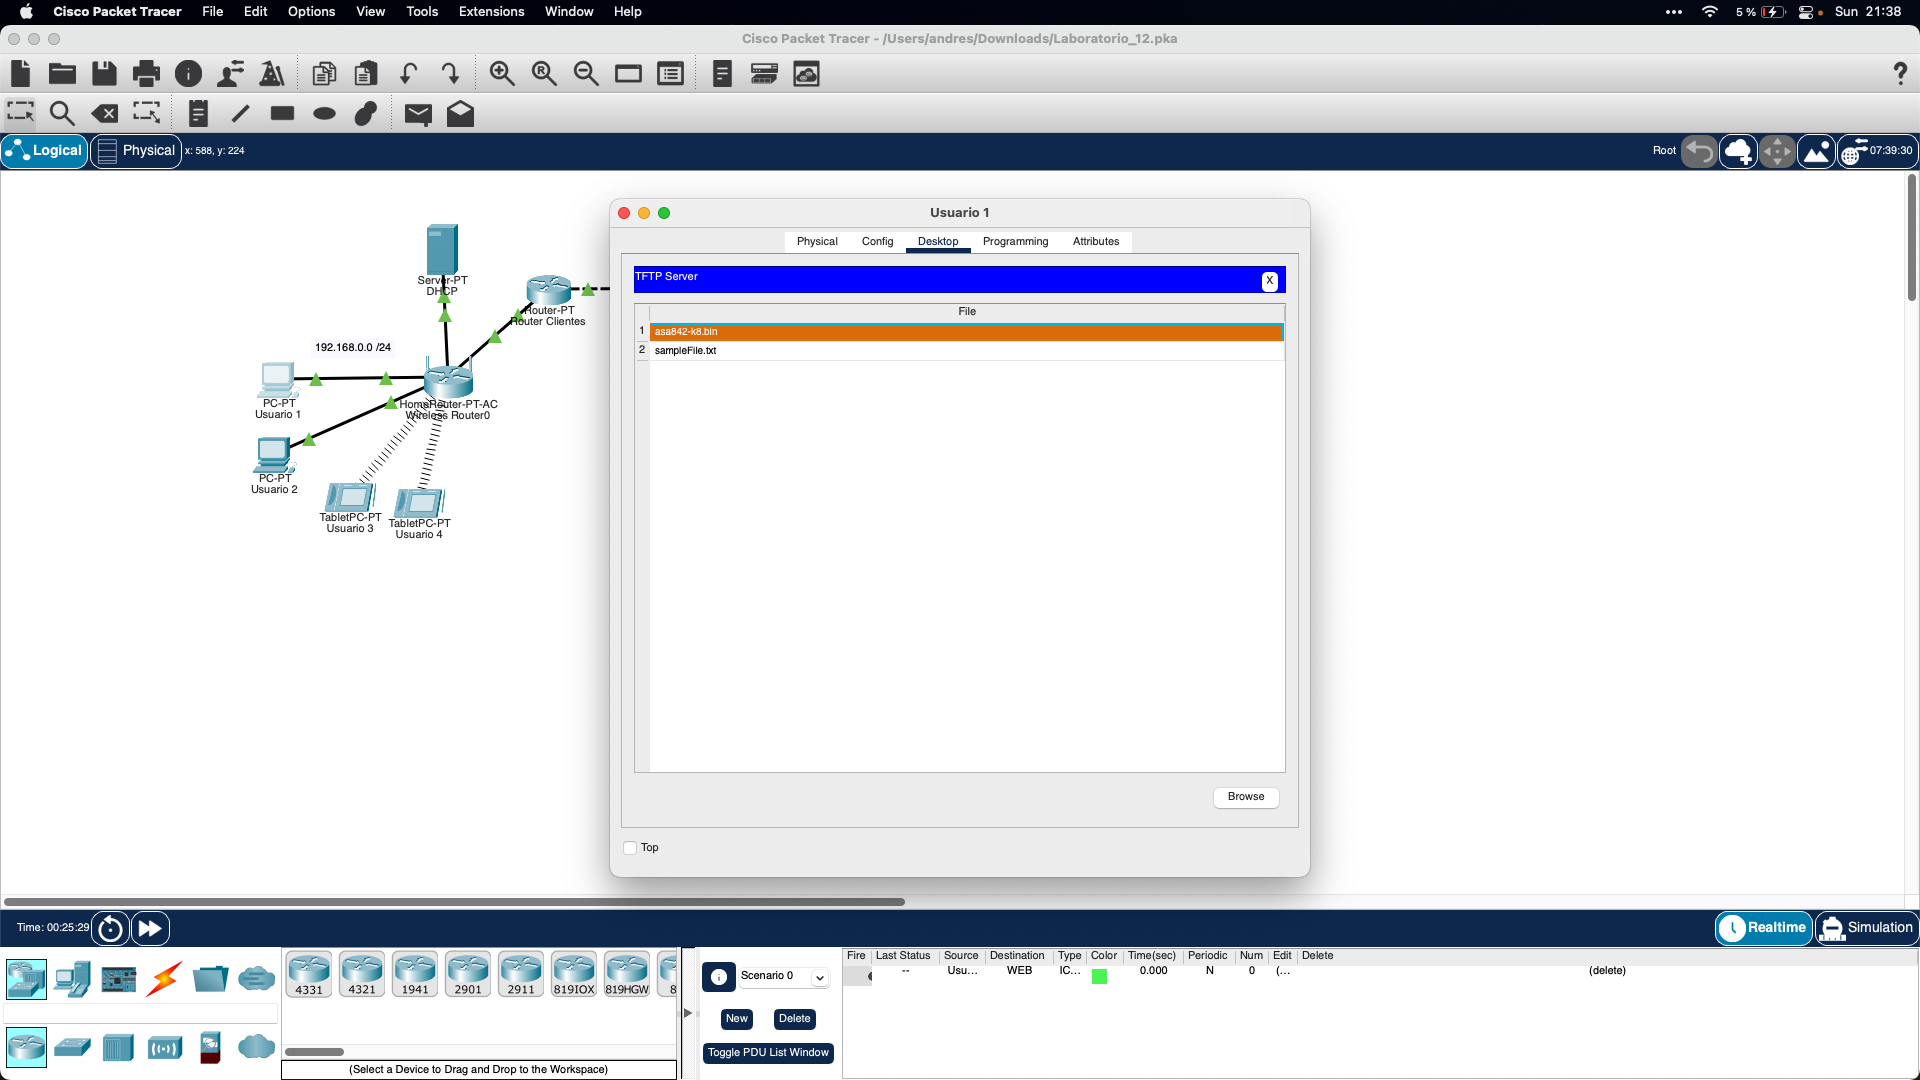 Cisco Packet Tracer File Edit Options View Tools Extensions Window Help 5 % Sun 21:38
Cisco Packet Tracer - /Users/andres/Downloads/Laboratorio_12.pka
Logical Physical x: 588, y: 224 Root 07:39:30
Usuario 1
Physical Config Desktop Programming Attributes
TFTP Server X
File
1 asa842-k8.bin
2 sampleFile.txt
Browse
Top
Server-PT
DHCP
Router-PT
Router Clientes
192.168.0.0 /24
PC-PT
Usuario 1
HomeRouter-PT-AC
Wireless Router0
PC-PT
Usuario 2
TabletPC-PT
Usuario 3
TabletPC-PT
Usuario 4
Time: 00:25:29 Realtime Simulation
4331 4321 1941 2901 2911 819IOX 819HGW 8
(Select a Device to Drag and Drop to the Workspace)
Scenario 0
New Delete
Toggle PDU List Window
Fire Last Status Source Destination Type Color Time(sec) Periodic Num Edit Delete
-- Usu... WEB IC... 0.000 N 0 (... (delete)